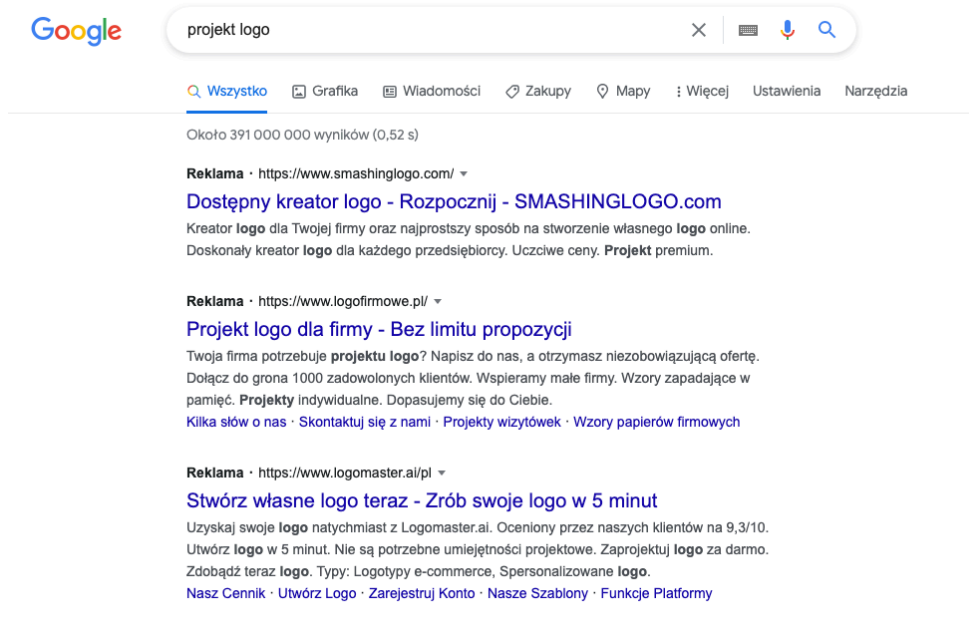 Google
projekt logo
Wszystko Grafika Wiadomości Zakupy Mapy Więcej Ustawienia Narzędzia
Około 391 000 000 wyników (0,52 s)
Reklama · https://www.smashinglogo.com/
Dostępny kreator logo - Rozpocznij - SMASHINGLOGO.com
Kreator logo dla Twojej firmy oraz najprostszy sposób na stworzenie własnego logo online.
Doskonały kreator logo dla każdego przedsiębiorcy. Uczciwe ceny. Projekt premium.
Reklama · https://www.logofirmowe.pl/
Projekt logo dla firmy - Bez limitu propozycji
Twoja firma potrzebuje projektu logo? Napisz do nas, a otrzymasz niezobowiązującą ofertę.
Dołącz do grona 1000 zadowolonych klientów. Wspieramy małe firmy. Wzory zapadające w
pamięć. Projekty indywidualne. Dopasujemy się do Ciebie.
Kilka słów o nas · Skontaktuj się z nami · Projekty wizytówek · Wzory papierów firmowych
Reklama · https://www.logomaster.ai/pl
Stwórz własne logo teraz - Zrób swoje logo w 5 minut
Uzyskaj swoje logo natychmiast z Logomaster.ai. Oceniony przez naszych klientów na 9,3/10.
Utwórz logo w 5 minut. Nie są potrzebne umiejętności projektowe. Zaprojektuj logo za darmo.
Zdobądź teraz logo. Typy: Logotypy e-commerce, Spersonalizowane logo.
Nasz Cennik · Utwórz Logo · Zarejestruj Konto · Nasze Szablony · Funkcje Platformy